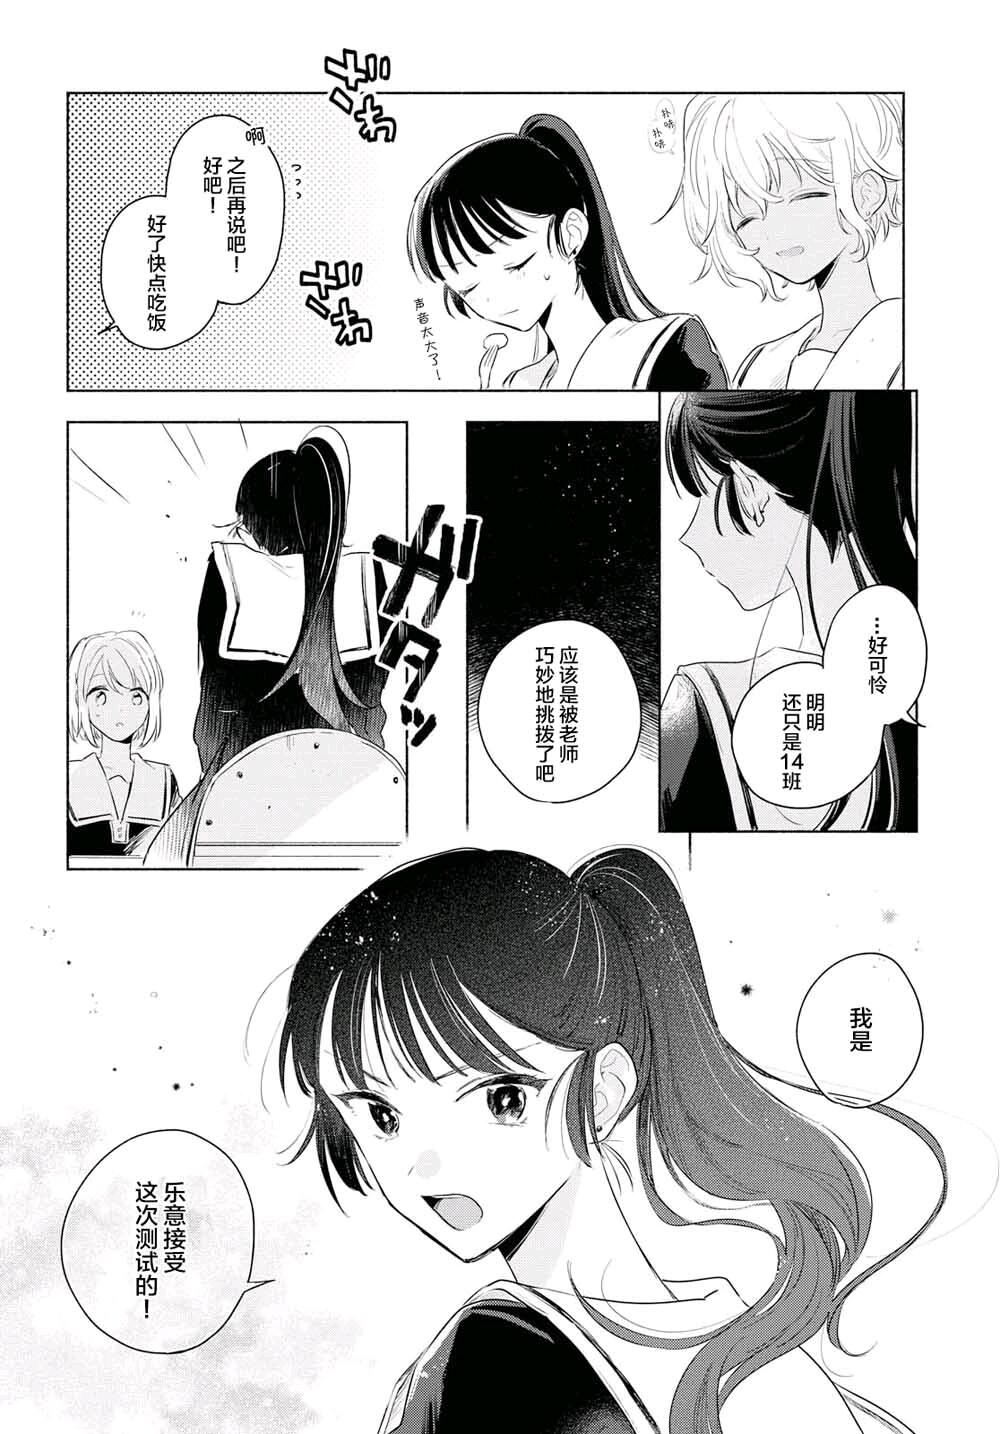 扑哧
扑哧
ざわ
啊
之后再说吧！
好吧！
好了快点吃饭
声音太大了！
ざわ
…好可怜
明明
还只是14班
应该是被老师
巧妙地挑拨了吧
ガタッ
我是
乐意接受
这次测试的！